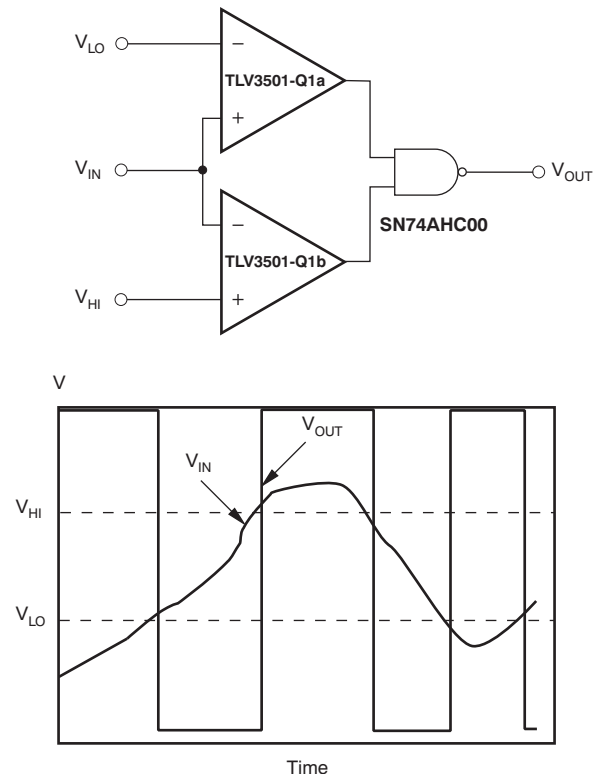 V_LO
TLV3501-Q1a
−
+
V_IN
V_OUT
SN74AHC00
−
TLV3501-Q1b
+
V_HI
V
V_OUT
V_IN
V_HI
V_LO
Time